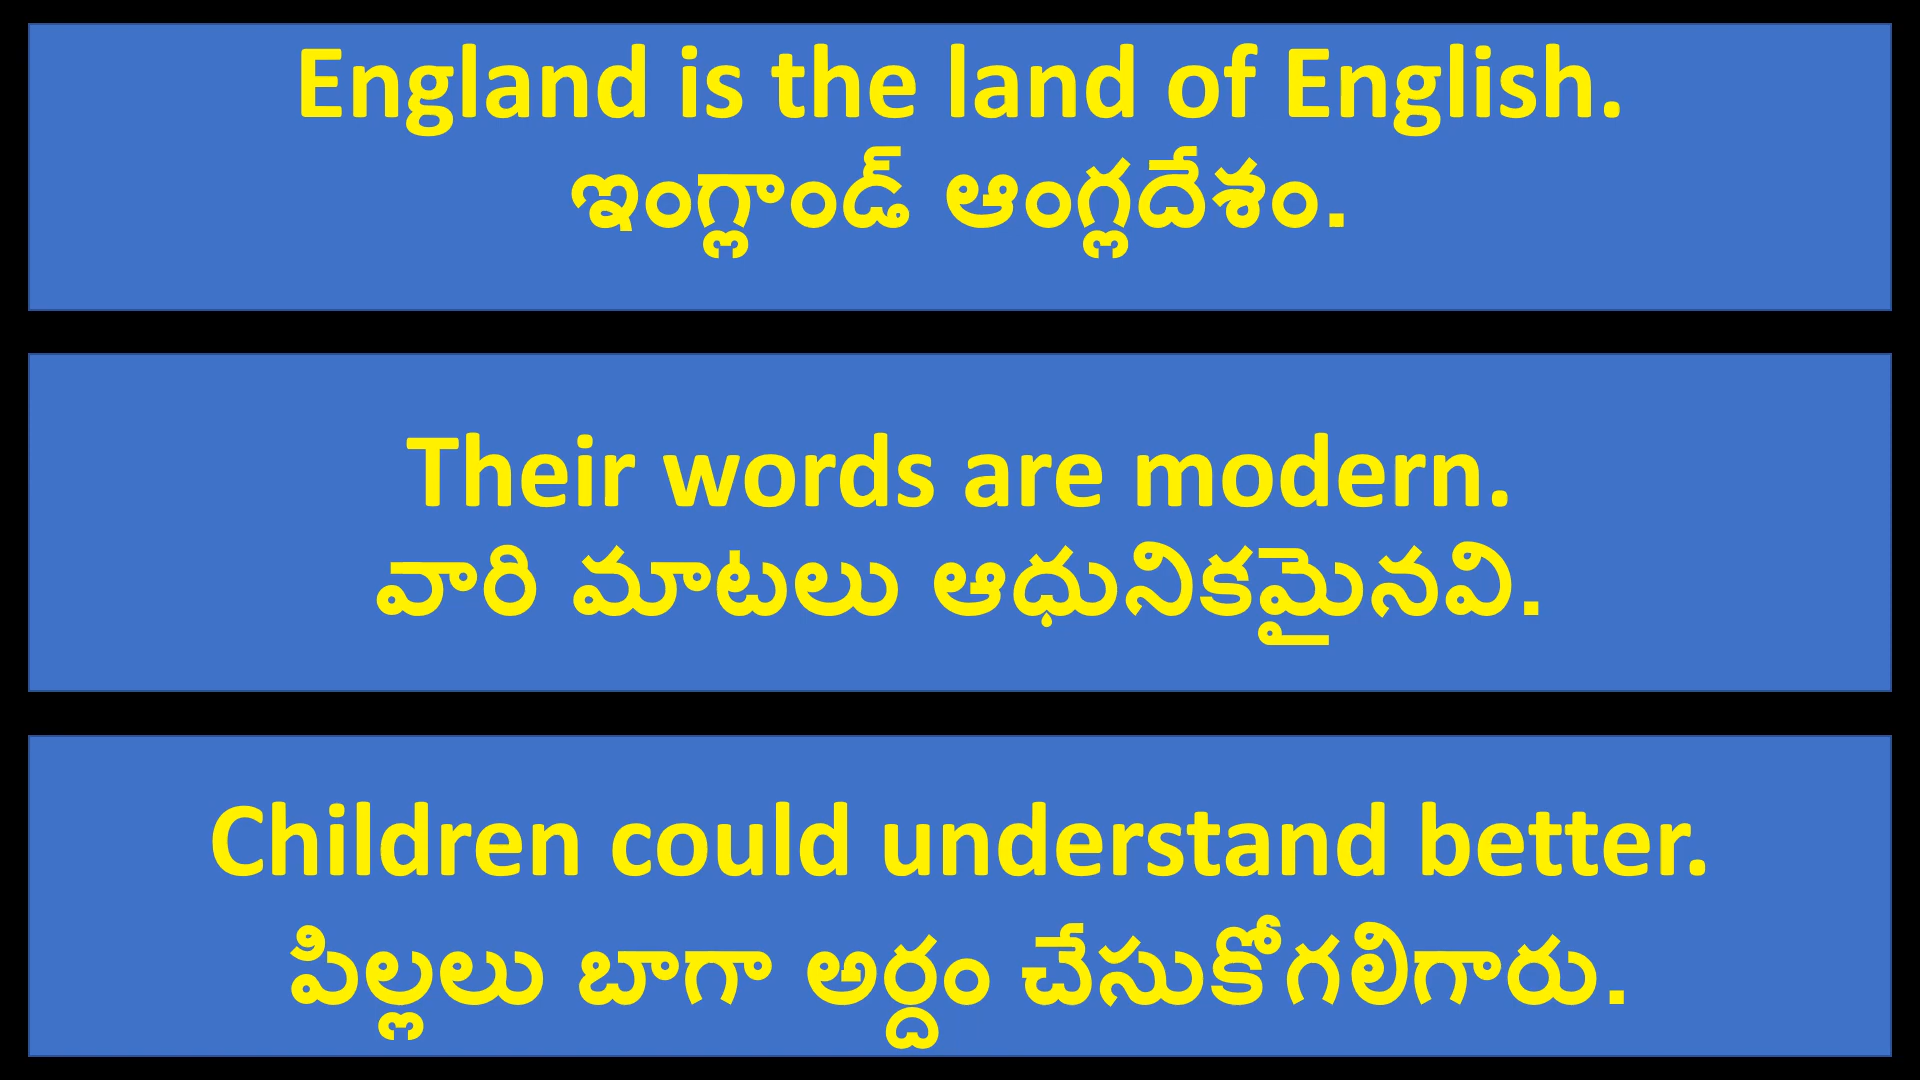 England is the land of English.
ఇంగ్లాండ్ ఆంగ్లదేశం.
Their words are modern.
వారి మాటలు ఆధునికమైనవి.
Children could understand better.
పిల్లలు బాగా అర్దం చేసుకోగలిగారు.